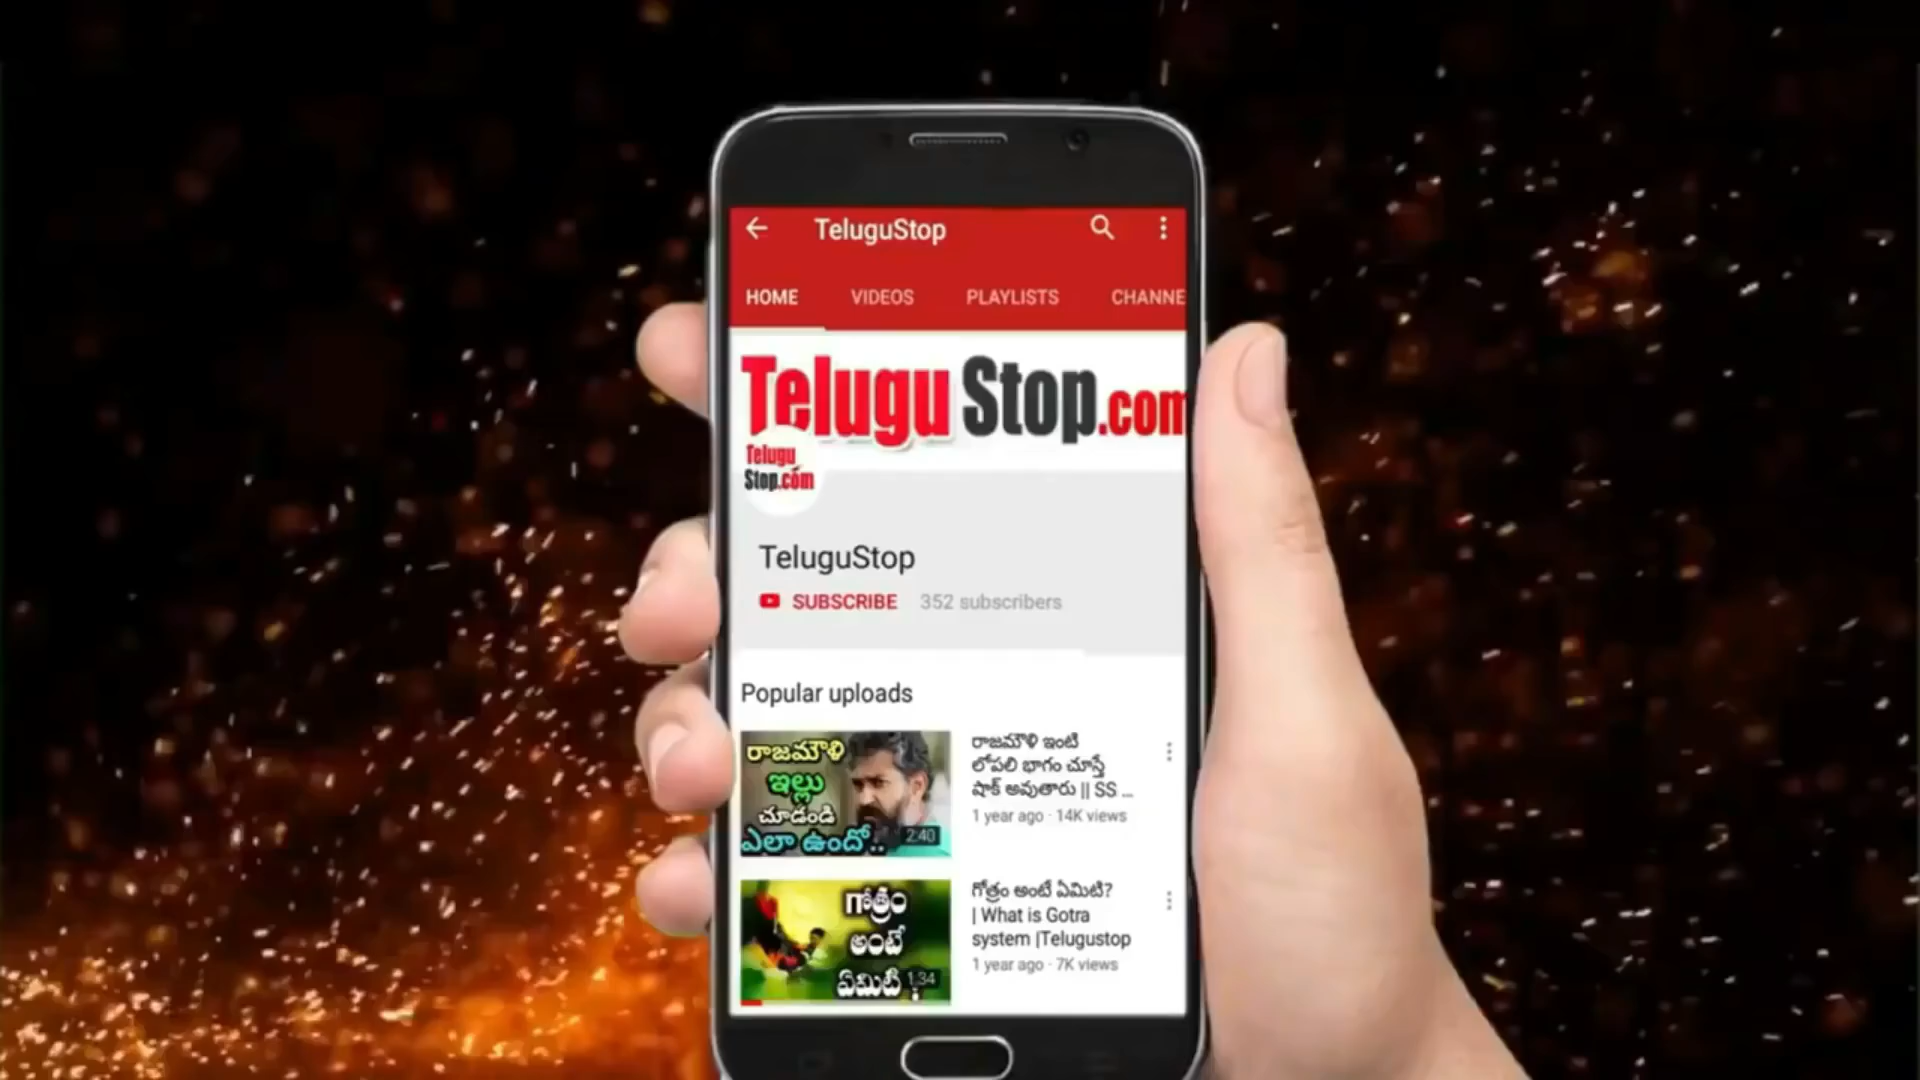 TeluguStop
HOME VIDEOS PLAYLISTS CHANNE
Telugu Stop.com
Telugu
Stop.com
TeluguStop
SUBSCRIBE 352 subscribers
Popular uploads
రాజమౌళి
ఇల్లు
చూడండి
ఎలా ఉందో..
2:40
రాజమౌళి ఇంటి
లోపలి భాగం చూస్తే
షాక్ అవుతారు || SS ...
1 year ago · 14K views
గోత్రం
అంటే
ఏమిటి ?
1:34
గోత్రం అంటే ఏమిటి?
| What is Gotra
system |Telugustop
1 year ago · 7K views